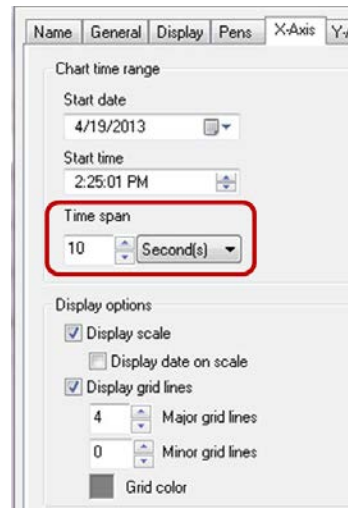 Name General Display Pens X-Axis Y-
Chart time range
Start date
4/19/2013
Start time
2:25:01 PM
Time span
10 Second(s)
Display options
Display scale
Display date on scale
Display grid lines
4 Major grid lines
0 Minor grid lines
Grid color